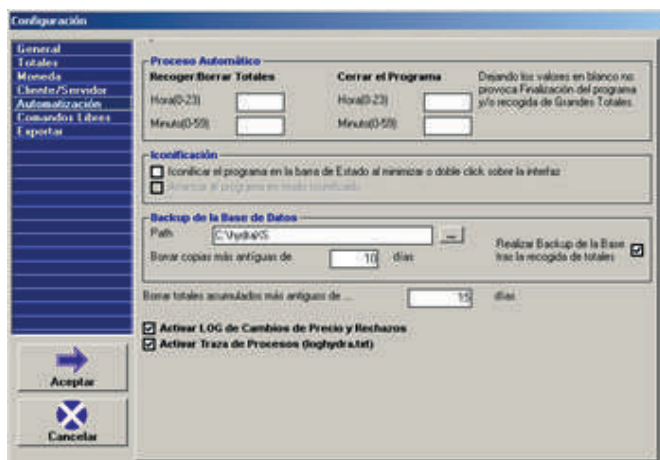 Configuración
General
Totales
Moneda
Cliente/Servidor
Automatización
Comandos Libres
Exportar
Proceso Automático
Recoger/Borrar Totales
Hora(0-23)
Minuto(0-59)
Cerrar el Programa
Hora(0-23)
Minuto(0-59)
Dejando los valores en blanco no
provoca Finalización del programa
y/o recogida de Grandes Totales.
Iconificación
Iconificar el programa en la barra de Estado al minimizar o doble click sobre la interfaz
Arrancar el programa en modo iconificado
Backup de la Base de Datos
Path
...
Borrar copias más antíguas de 10 días
Realizar Backup de la Base
tras la recogida de totales
Borrar totales acumulados más antiguos de ... 15 días
Activar LOG de Cambios de Precio y Rechazos
Activar Traza de Procesos (loghydra.txt)
Aceptar
Cancelar